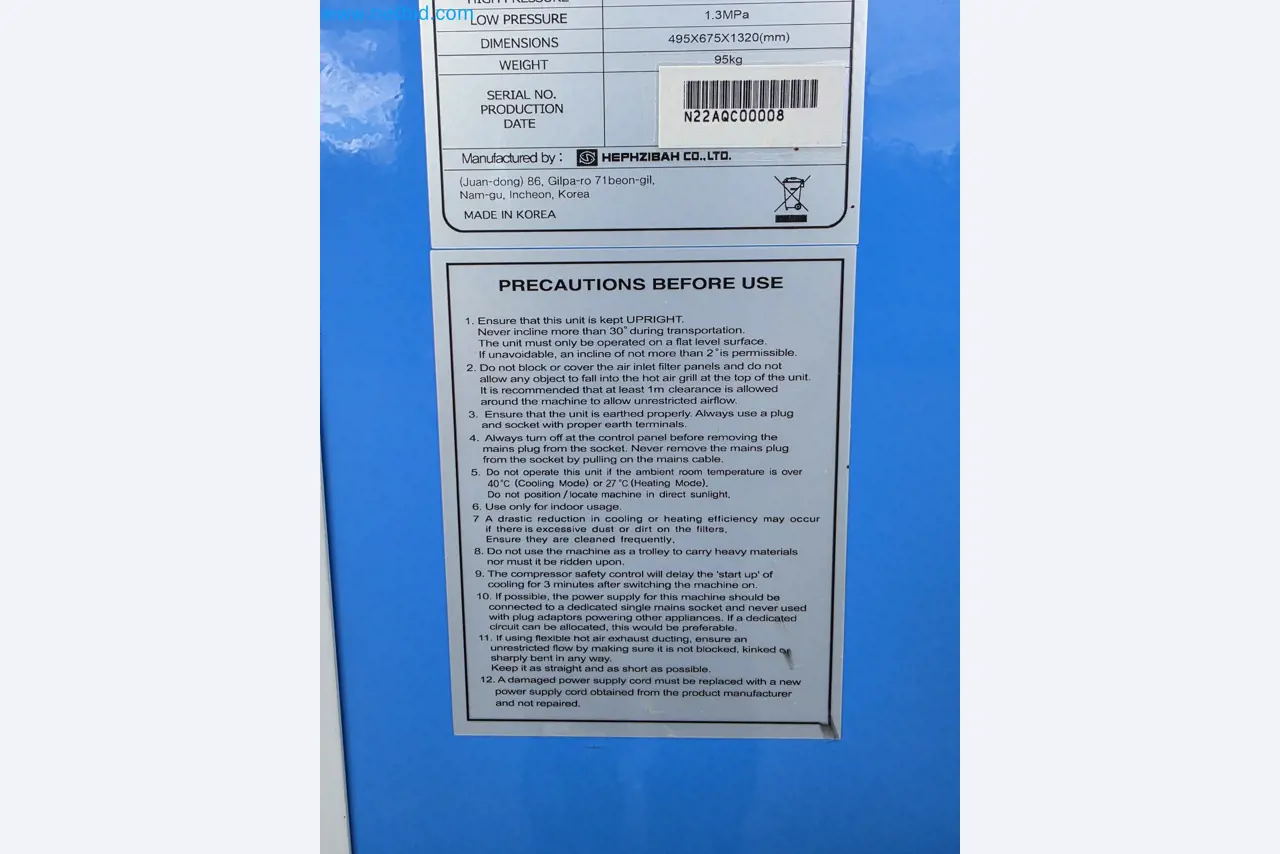 HIGH PRESSURE
LOW PRESSURE 1.3MPa
DIMENSIONS 495X675X1320(mm)
WEIGHT 95kg
SERIAL NO.
PRODUCTION
DATE
N22AQC00008
Manufactured by : HEPHZIBAH CO.,LTD.
(Juan-dong) 86, Gilpa-ro 71beon-gil,
Nam-gu, Incheon, Korea
MADE IN KOREA
PRECAUTIONS BEFORE USE
1. Ensure that this unit is kept UPRIGHT.
Never incline more than 30° during transportation.
The unit must only be operated on a flat level surface.
If unavoidable, an incline of not more than 2° is permissible.
2. Do not block or cover the air inlet filter panels and do not
allow any object to fall into the hot air grill at the top of the unit.
It is recommended that at least 1m clearance is allowed
around the machine to allow unrestricted airflow.
3. Ensure that the unit is earthed properly. Always use a plug
and socket with proper earth terminals.
4. Always turn off at the control panel before removing the
mains plug from the socket. Never remove the mains plug
from the socket by pulling on the mains cable.
5. Do not operate this unit if the ambient room temperature is over
40°C (Cooling Mode) or 27°C (Heating Mode).
Do not position/locate machine in direct sunlight.
6. Use only for indoor usage.
7 A drastic reduction in cooling or heating efficiency may occur
if there is excessive dust or dirt on the filters.
Ensure they are cleaned frequently.
8. Do not use the machine as a trolley to carry heavy materials
nor must it be ridden upon.
9. The compressor safety control will delay the 'start up' of
cooling for 3 minutes after switching the machine on.
10. If possible, the power supply for this machine should be
connected to a dedicated single mains socket and never used
with plug adaptors powering other appliances. If a dedicated
circuit can be allocated, this would be preferable.
11. If using flexible hot air exhaust ducting, ensure an
unrestricted flow by making sure it is not blocked, kinked or
sharply bent in any way.
Keep it as straight and as short as possible.
12. A damaged power supply cord must be replaced with a new
power supply cord obtained from the product manufacturer
and not repaired.